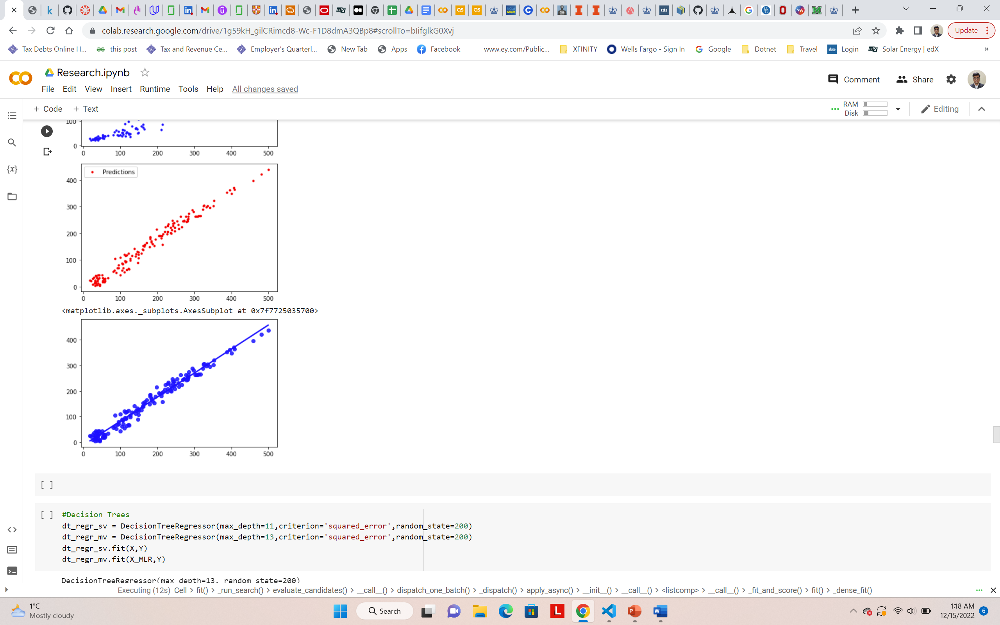 colab.research.google.com/drive/1g59kH_gilCRimcd8-Wc-F1D8dmA3QBp8#scrollTo=bIifglkG0Xvj
Update
Tax Debts Online H...
this post
Tax and Revenue Ce...
Employer's Quarterl...
New Tab
Apps
Facebook
www.ey.com/Public...
XFINITY
Wells Fargo - Sign In
Google
Dotnet
Travel
Login
Solar Energy | edX
»
Research.ipynb
Comment
Share
File Edit View Insert Runtime Tools Help All changes saved
+ Code + Text
RAM
Disk
Editing
100
0
0 100 200 300 400 500
Predictions
400
300
200
100
0
0 100 200 300 400 500
<matplotlib.axes._subplots.AxesSubplot at 0x7f7725035700>
400
300
200
100
0
0 100 200 300 400 500
[ ]
[ ] #Decision Trees
dt_regr_sv = DecisionTreeRegressor(max_depth=11,criterion='squared_error',random_state=200)
dt_regr_mv = DecisionTreeRegressor(max_depth=13,criterion='squared_error',random_state=200)
dt_regr_sv.fit(X,Y)
dt_regr_mv.fit(X_MLR,Y)
DecisionTreeRegressor(max_depth=13, random_state=200)
Executing (12s) Cell > fit() > _run_search() > evaluate_candidates() > __call__() > dispatch_one_batch() > _dispatch() > apply_async() > __init__() > __call__() > <listcomp> > __call__() > _fit_and_score() > fit() > _dense_fit()
1°C
Mostly cloudy
Search
1:18 AM
12/15/2022
6